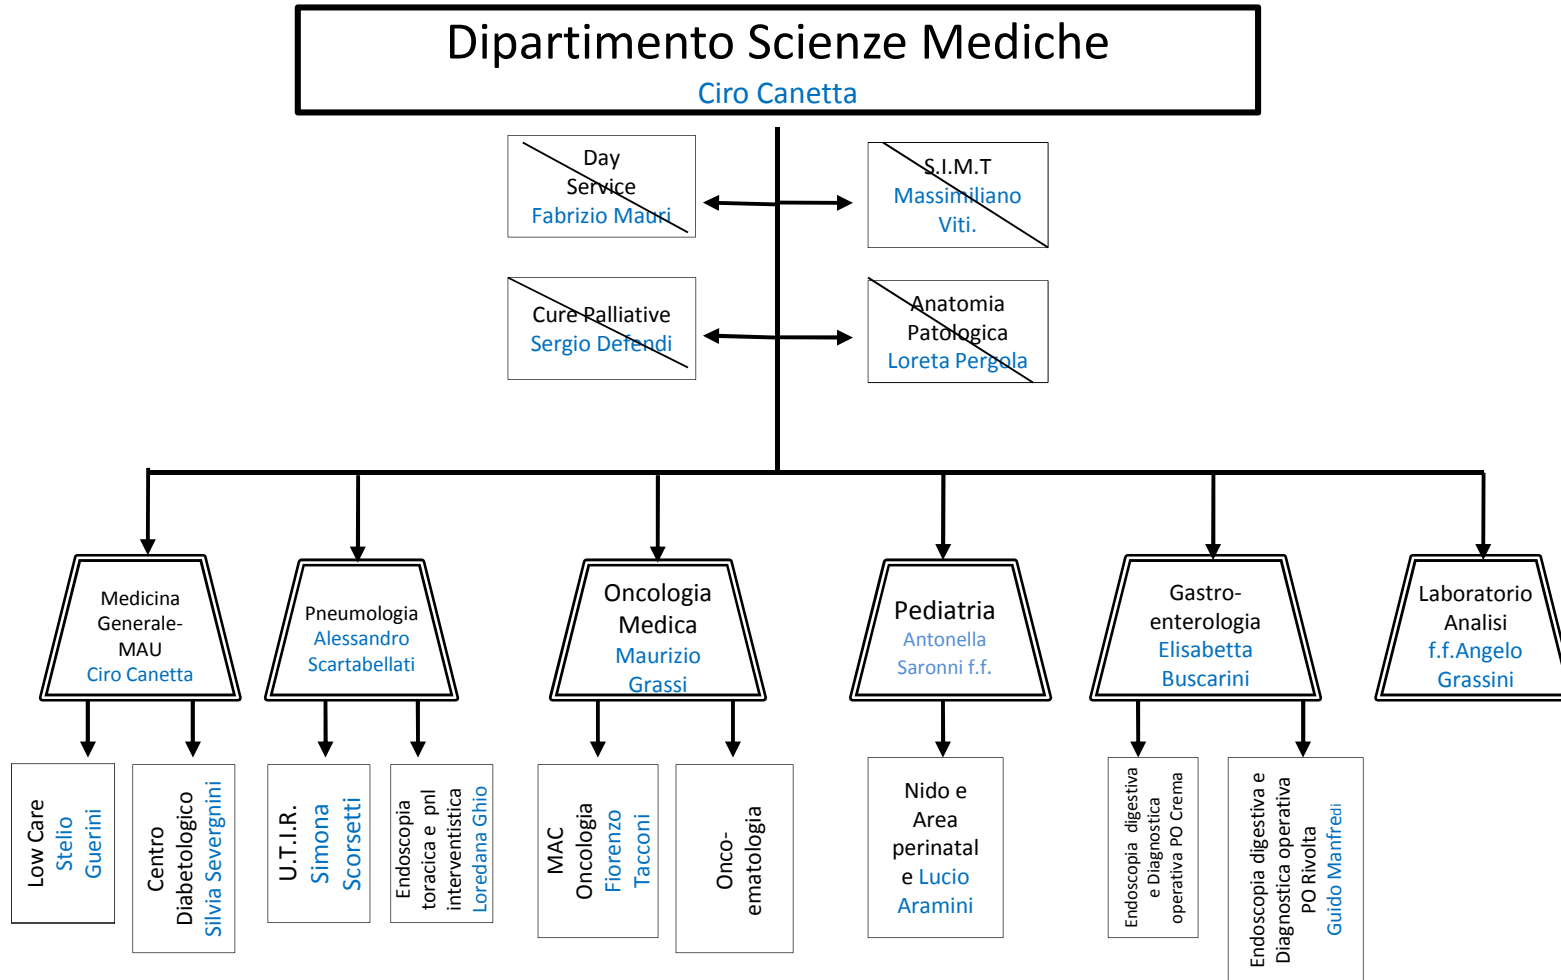 Dipartimento Scienze Mediche
Ciro Canetta
Day
Service
Fabrizio Mauri
S.I.M.T
Massimiliano
Viti.
Cure Palliative
Sergio Defendi
Anatomia
Patologica
Loreta Pergola
Medicina
Generale-
MAU
Ciro Canetta
Pneumologia
Alessandro
Scartabellati
Oncologia
Medica
Maurizio
Grassi
Pediatria
Antonella
Saronni f.f.
Gastro-
enterologia
Elisabetta
Buscarini
Laboratorio
Analisi
f.f.Angelo
Grassini
Low Care
Stelio
Guerini
Centro
Diabetologico
Silvia Severgnini
U.T.I.R.
Simona
Scorsetti
Endoscopia
toracica e pnl
interventistica
Loredana Ghio
MAC
Oncologia
Fiorenzo
Tacconi
Onco-
ematologia
Nido e
Area
perinatal
e Lucio
Aramini
Endoscopia digestiva
e Diagnostica
operativa PO Crema
Endoscopia digestiva e
Diagnostica operativa
PO Rivolta
Guido Manfredi